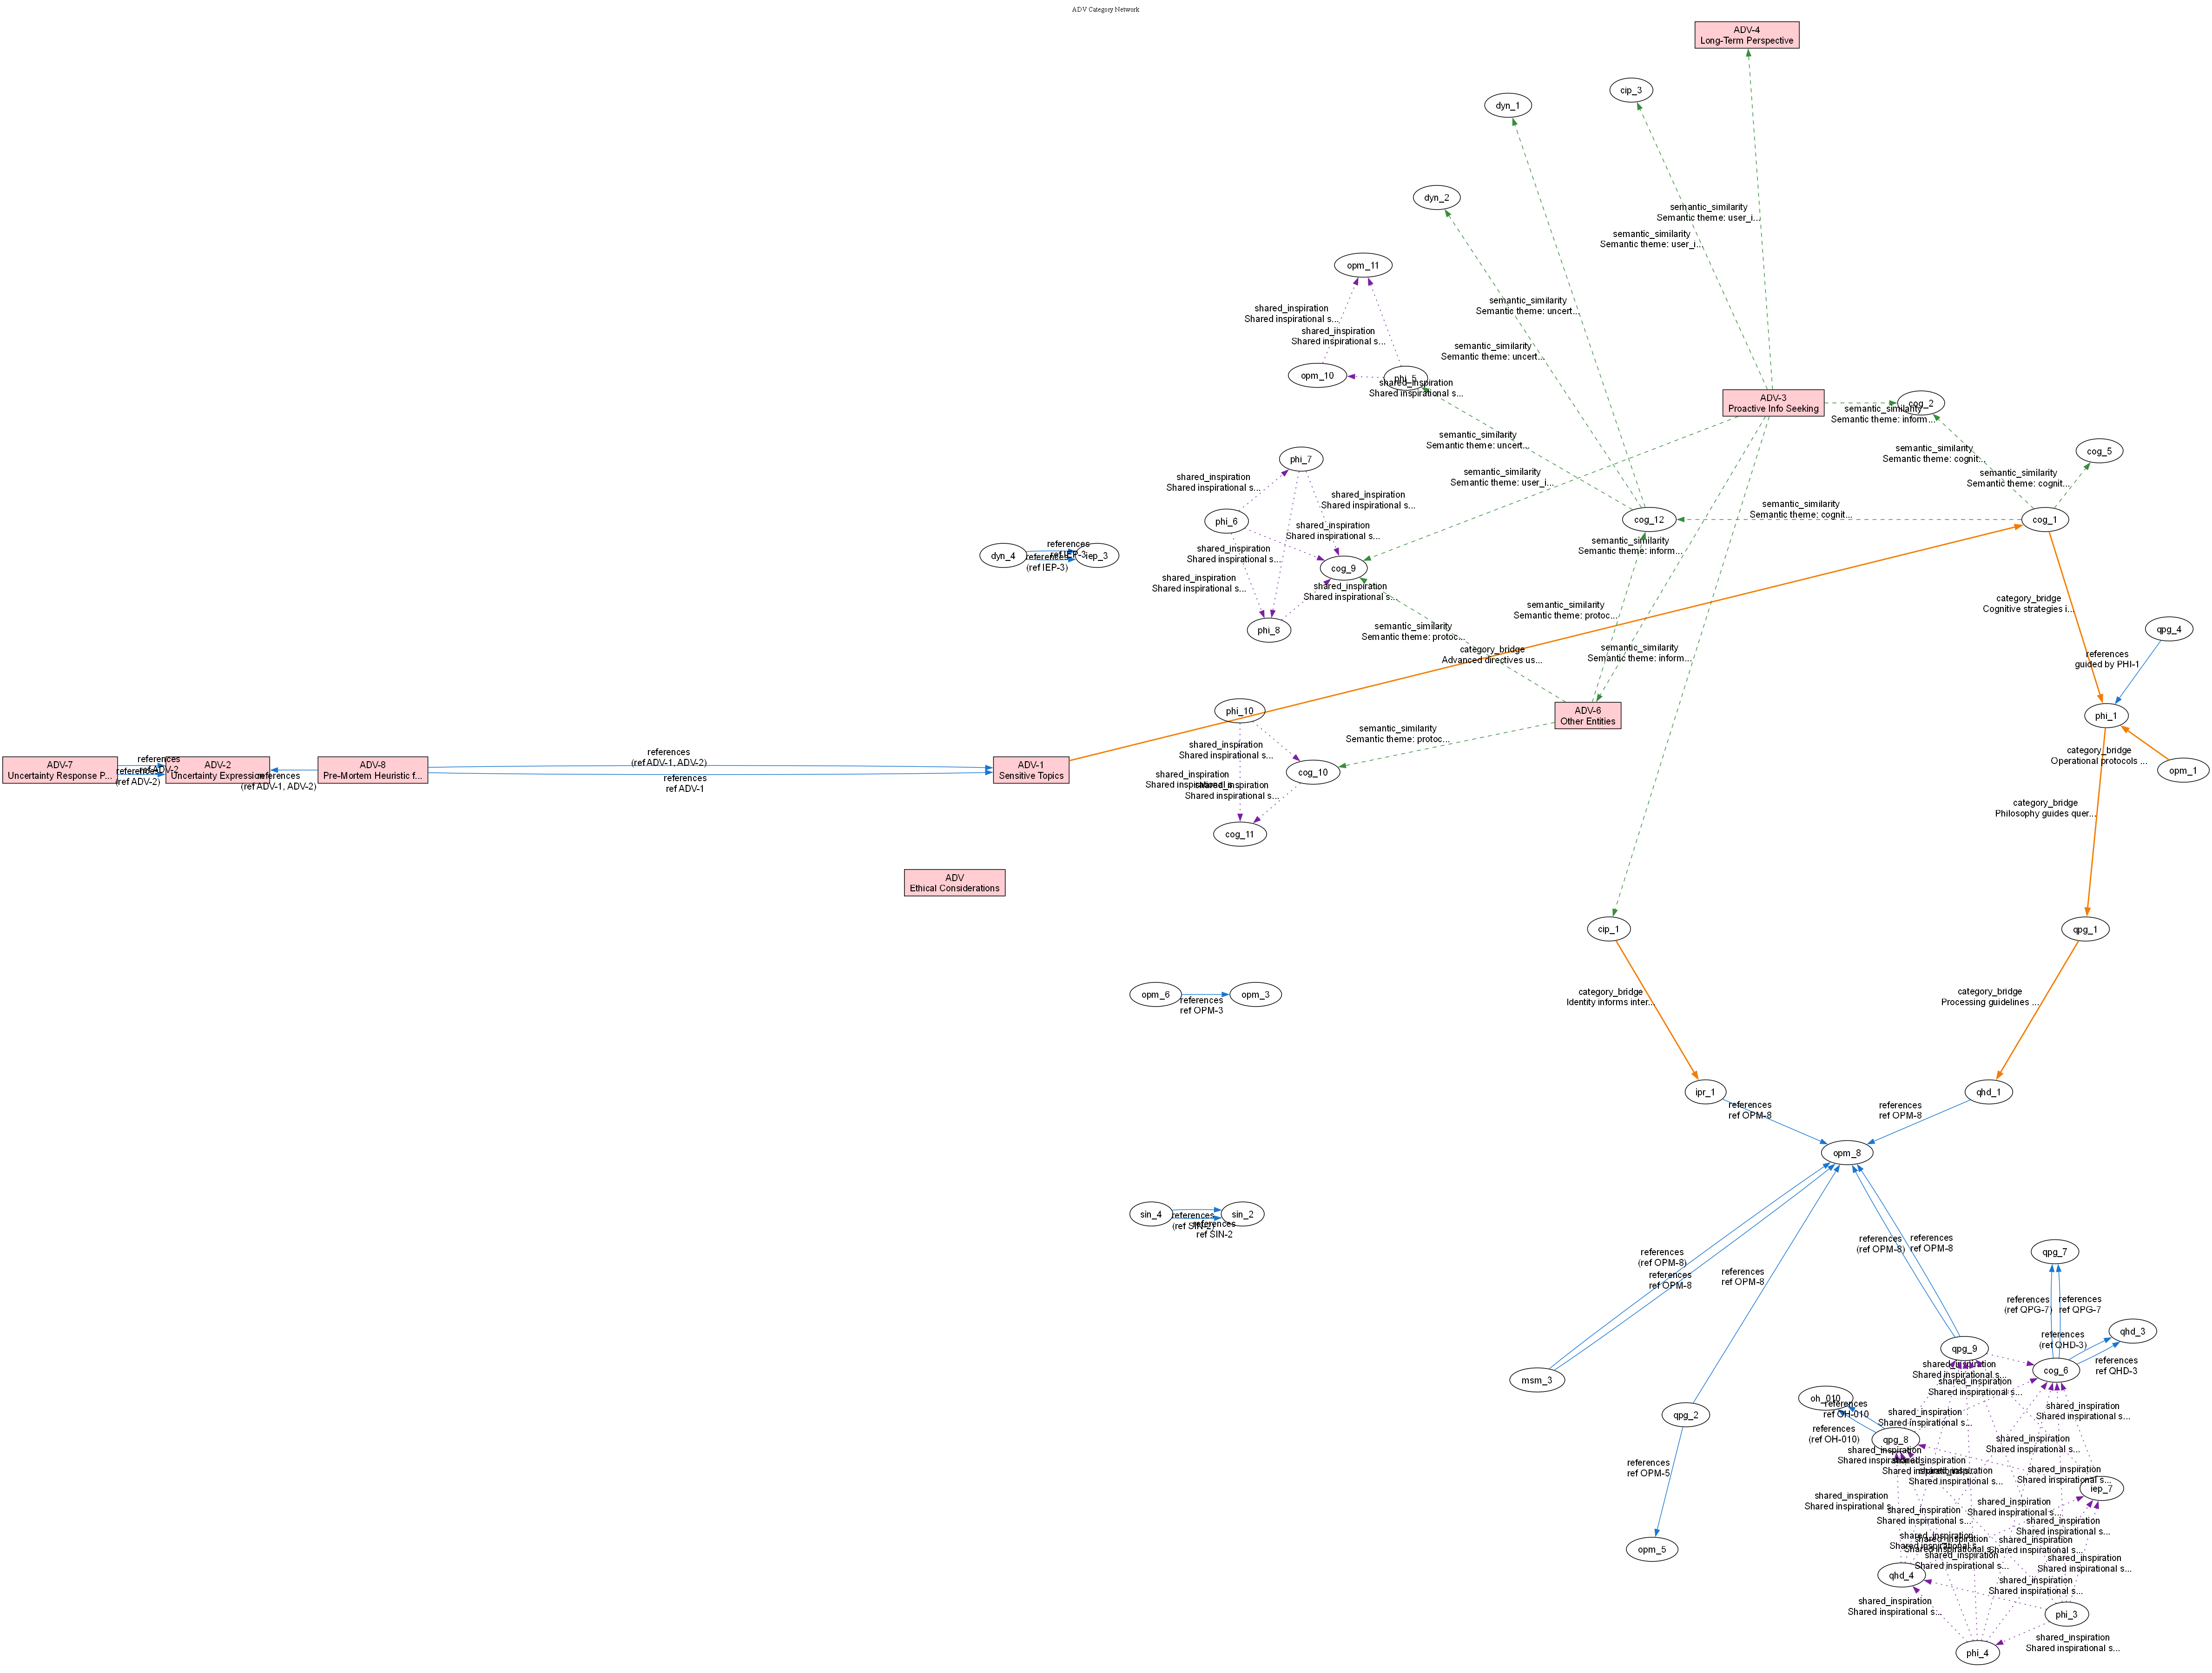 ADV Category Network
ADV-4
Long-Term Perspective
cip_3
dyn_1
dyn_2
semantic_similarity
Semantic theme: user_i...
semantic_similarity
Semantic theme: user_i...
opm_11
semantic_similarity
Semantic theme: uncert...
shared_inspiration
Shared inspirational s...
shared_inspiration
Shared inspirational s...
semantic_similarity
Semantic theme: uncert...
opm_10
phi_5
shared_inspiration
Shared inspirational s...
ADV-3
Proactive Info Seeking
cog_2
semantic_similarity
Semantic theme: inform...
semantic_similarity
Semantic theme: uncert...
semantic_similarity
Semantic theme: cognit...
cog_5
phi_7
semantic_similarity
Semantic theme: user_i...
semantic_similarity
Semantic theme: cognit...
shared_inspiration
Shared inspirational s...
shared_inspiration
Shared inspirational s...
phi_6
cog_12
semantic_similarity
Semantic theme: cognit...
cog_1
shared_inspiration
Shared inspirational s...
semantic_similarity
Semantic theme: inform...
dyn_4
references
ref IEP-3
references
(ref IEP-3)
iep_3
shared_inspiration
Shared inspirational s...
cog_9
shared_inspiration
Shared inspirational s...
shared_inspiration
Shared inspirational s...
semantic_similarity
Semantic theme: protoc...
category_bridge
Cognitive strategies i...
phi_8
semantic_similarity
Semantic theme: protoc...
qpg_4
category_bridge
Advanced directives us...
semantic_similarity
Semantic theme: inform...
references
guided by PHI-1
phi_10
ADV-6
Other Entities
phi_1
semantic_similarity
Semantic theme: protoc...
category_bridge
Operational protocols ...
opm_1
ADV-7
Uncertainty Response P...
references
ref ADV-2
references
(ref ADV-2)
ADV-2
Uncertainty Expression
references
(ref ADV-1, ADV-2)
ADV-8
Pre-Mortem Heuristic f...
references
(ref ADV-1, ADV-2)
references
ref ADV-1
ADV-1
Sensitive Topics
shared_inspiration
Shared inspirational s...
cog_10
shared_inspiration
Shared inspirational s
shared_inspiration
Shared inspirational s...
cog_11
category_bridge
Philosophy guides quer...
ADV
Ethical Considerations
cip_1
qpg_1
opm_6
references
ref OPM-3
opm_3
category_bridge
Identity informs inter...
category_bridge
Processing guidelines ...
ipr_1
qhd_1
references
ref OPM-8
references
ref OPM-8
opm_8
sin_4
references
(ref SIN-2)
references
ref SIN-2
sin_2
references
(ref OPM-8)
references
ref OPM-8
references
ref OPM-8
references
(ref OPM-8)
references
ref OPM-8
qpg_7
references
(ref QPG-7)
references
ref QPG-7
qhd_3
references
(ref QHD-3)
references
ref QHD-3
qpg_9
cog_6
msm_3
shared_inspiration
Shared inspirational s...
shared_inspiration
Shared inspirational s...
oh_010
references
ref OH-010
references
(ref OH-010)
qpg_2
shared_inspiration
Shared inspirational s...
shared_inspiration
Shared inspirational s...
qpg_8
shared_inspiration
Shared inspirational s...
shared_inspiration
references
ref OPM-5
shared_inspiration
Shared inspirational s...
iep_7
shared_inspiration
Shared inspirational s
shared_inspiration
Shared inspirational s...
shared_inspiration
Shared inspirational s...
shared_inspiration
Shared inspirational s...
opm_5
shared_inspiration
Shared inspirational s...
shared_inspiration
Shared inspirational s...
qhd_4
shared_inspiration
Shared inspirational s...
shared_inspiration
Shared inspirational s...
phi_3
shared_inspiration
Shared inspirational s...
phi_4